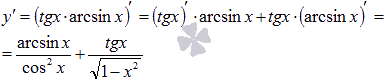 y′ = (tgx · arcsin x)′ = (tgx)′ · arcsin x + tgx · (arcsin x)′ =
= arcsin x / cos² x + tgx / √(1 − x²)